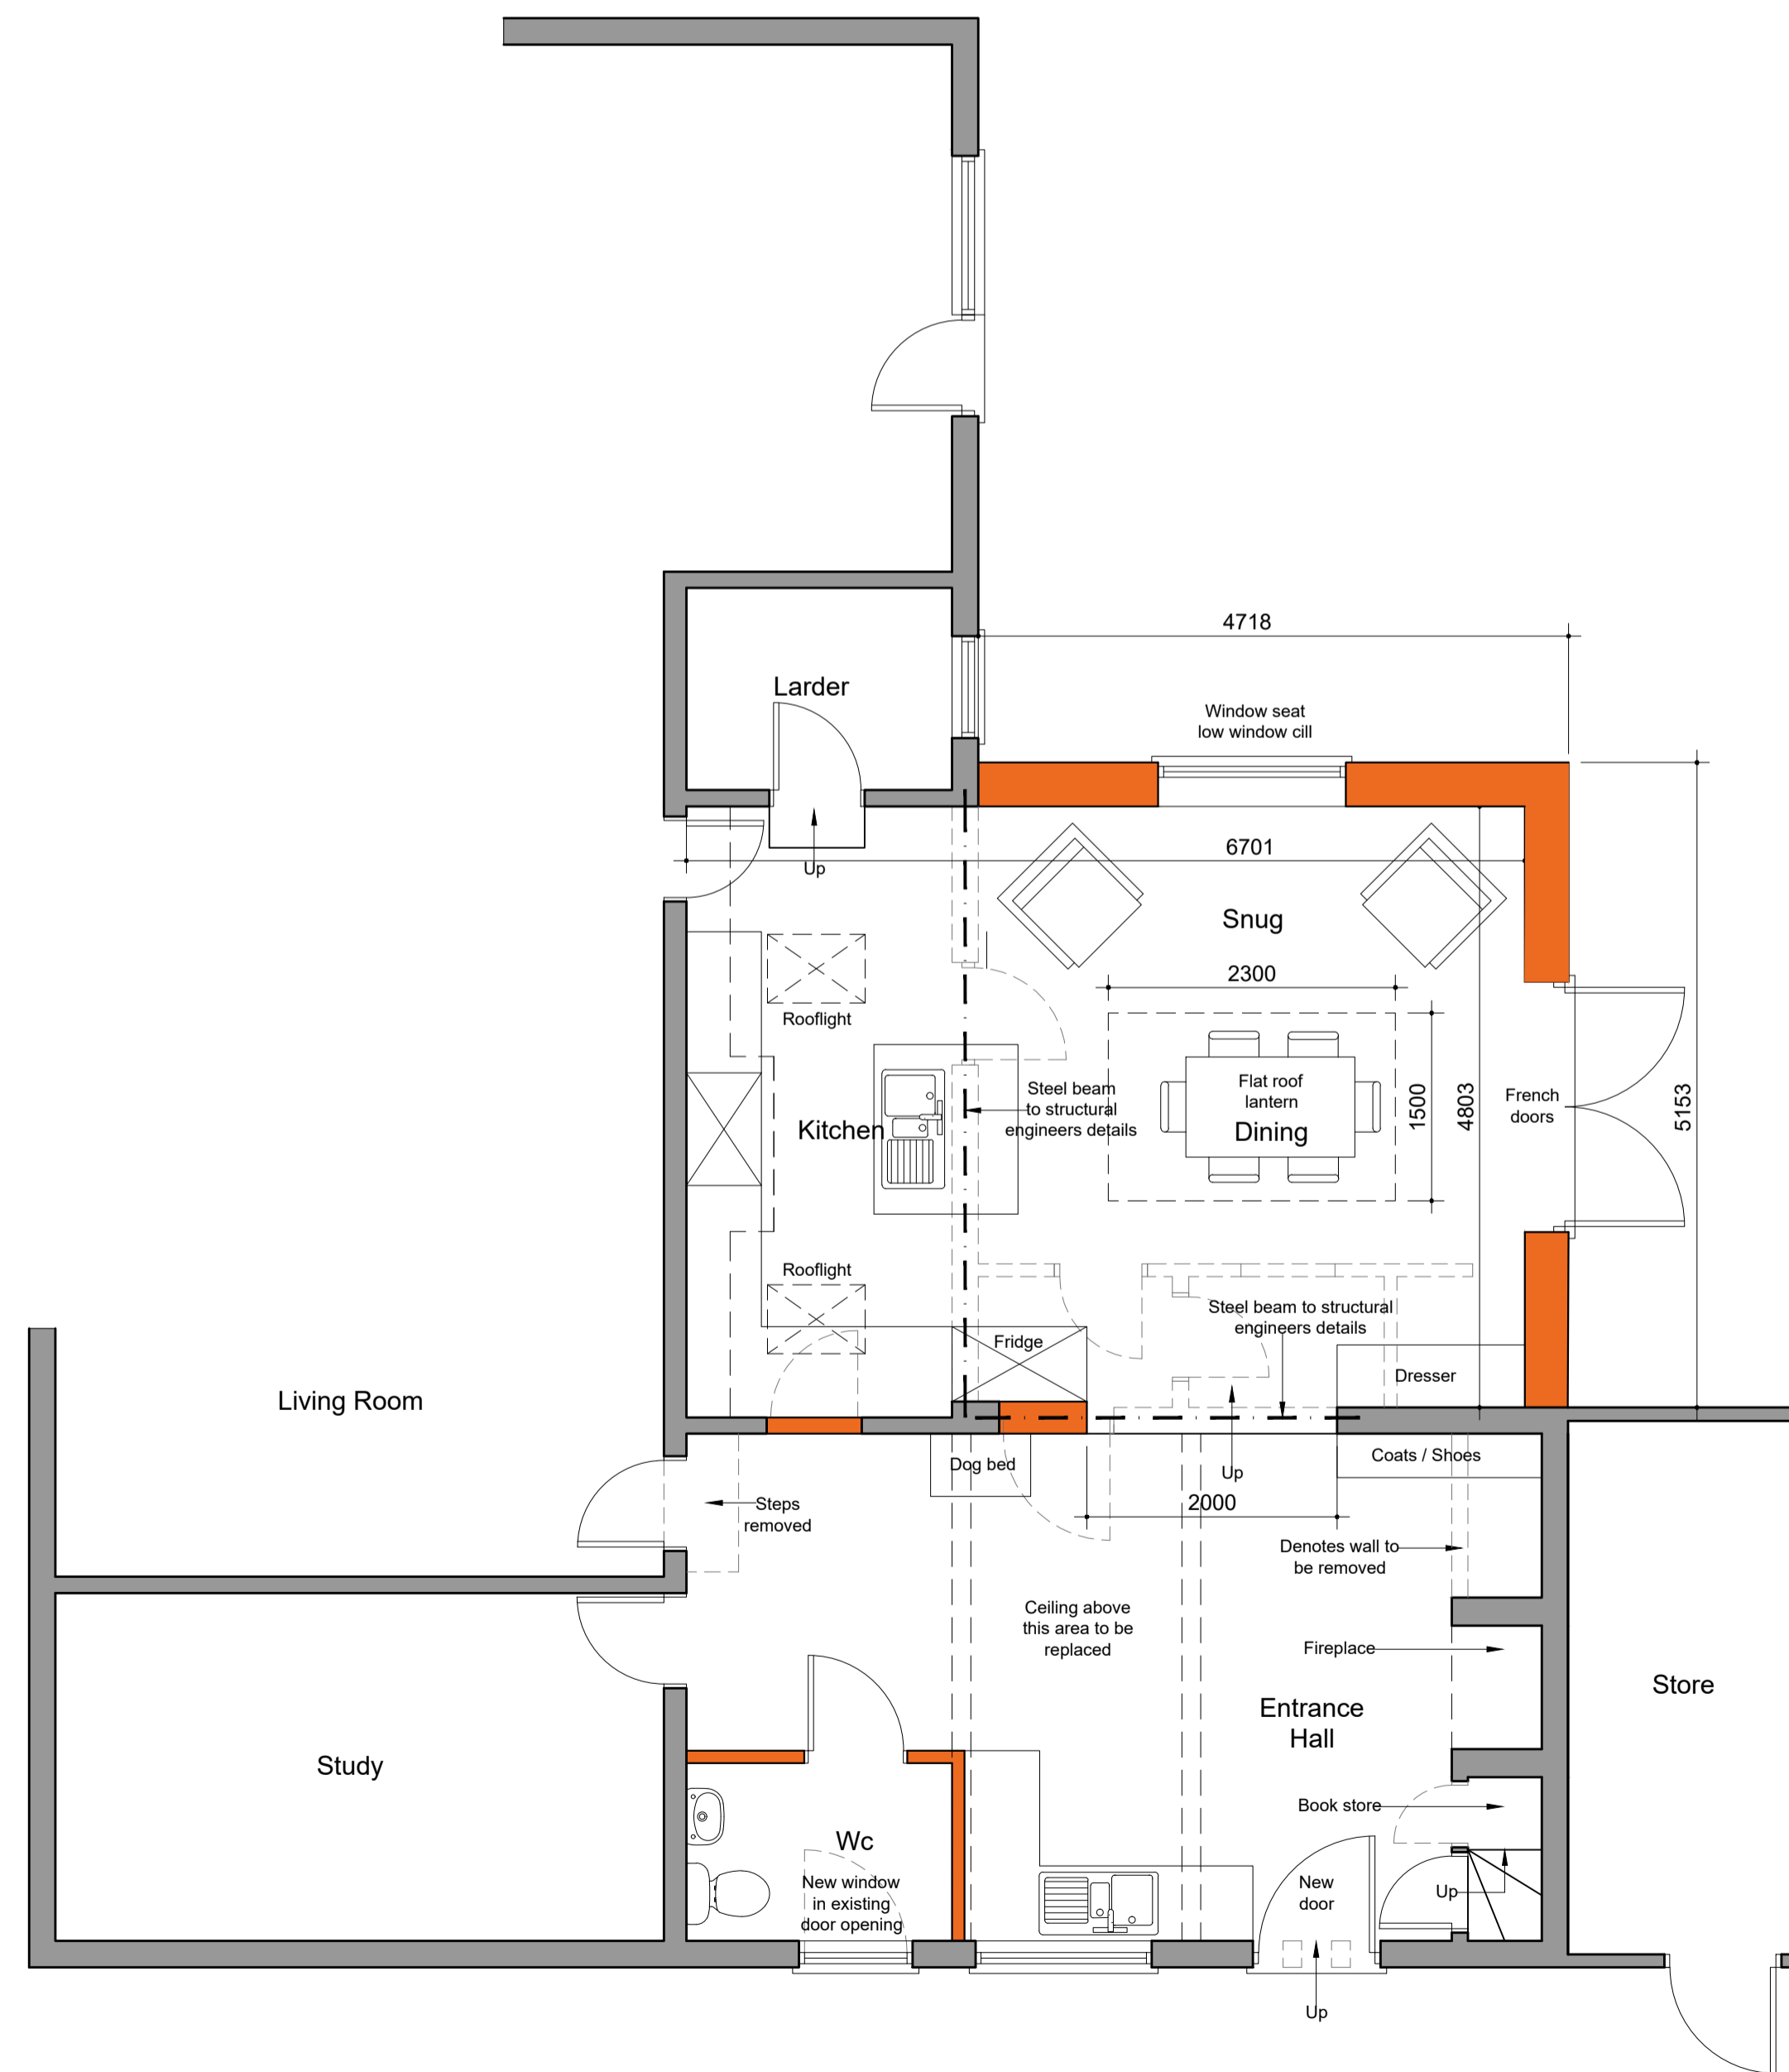 4718
Larder
Window seat
low window cill
6701
Up
Snug
2300
Rooflight
Flat roof
lantern
Dining
Steel beam
to structural
engineers details
Kitchen
1500
4803
French
doors
5153
Rooflight
Steel beam to structural
engineers details
Fridge
Dresser
Living Room
Coats / Shoes
Dog bed
Up
2000
Steps
removed
Denotes wall to
be removed
Ceiling above
this area to be
replaced
Fireplace
Store
Entrance
Hall
Study
Book store
Wc
New window
in existing
door opening
New
door
Up
Up